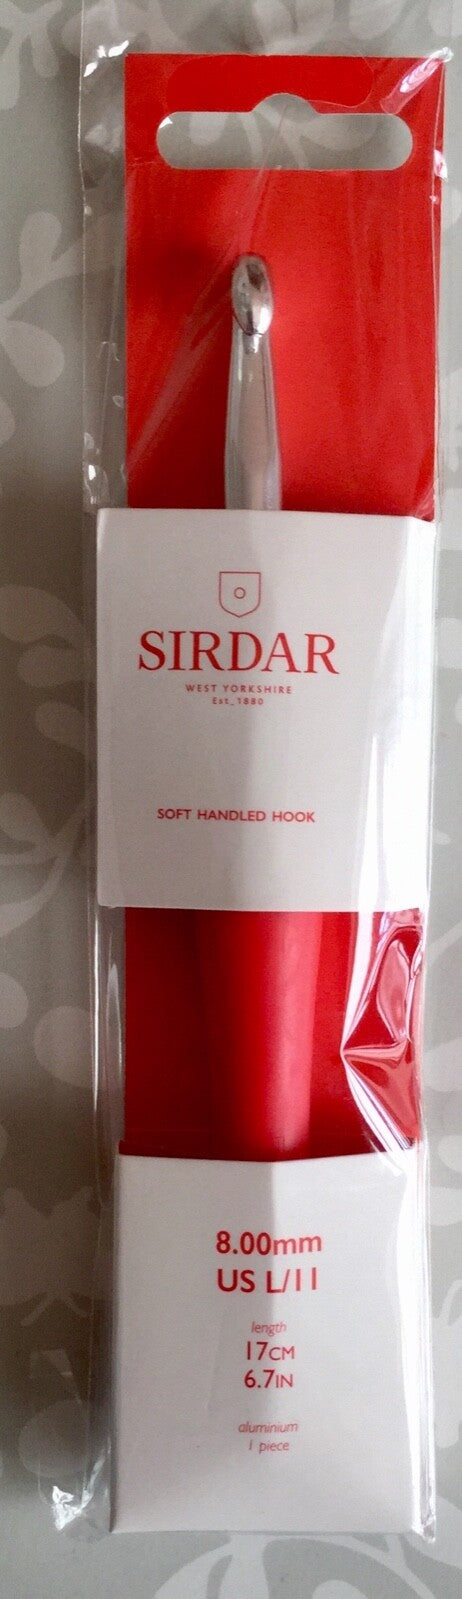 SIRDAR
WEST YORKSHIRE
Est. 1880
SOFT HANDLED HOOK
8.00mm
US L/11
length
17CM
6.7IN
aluminium
1 piece